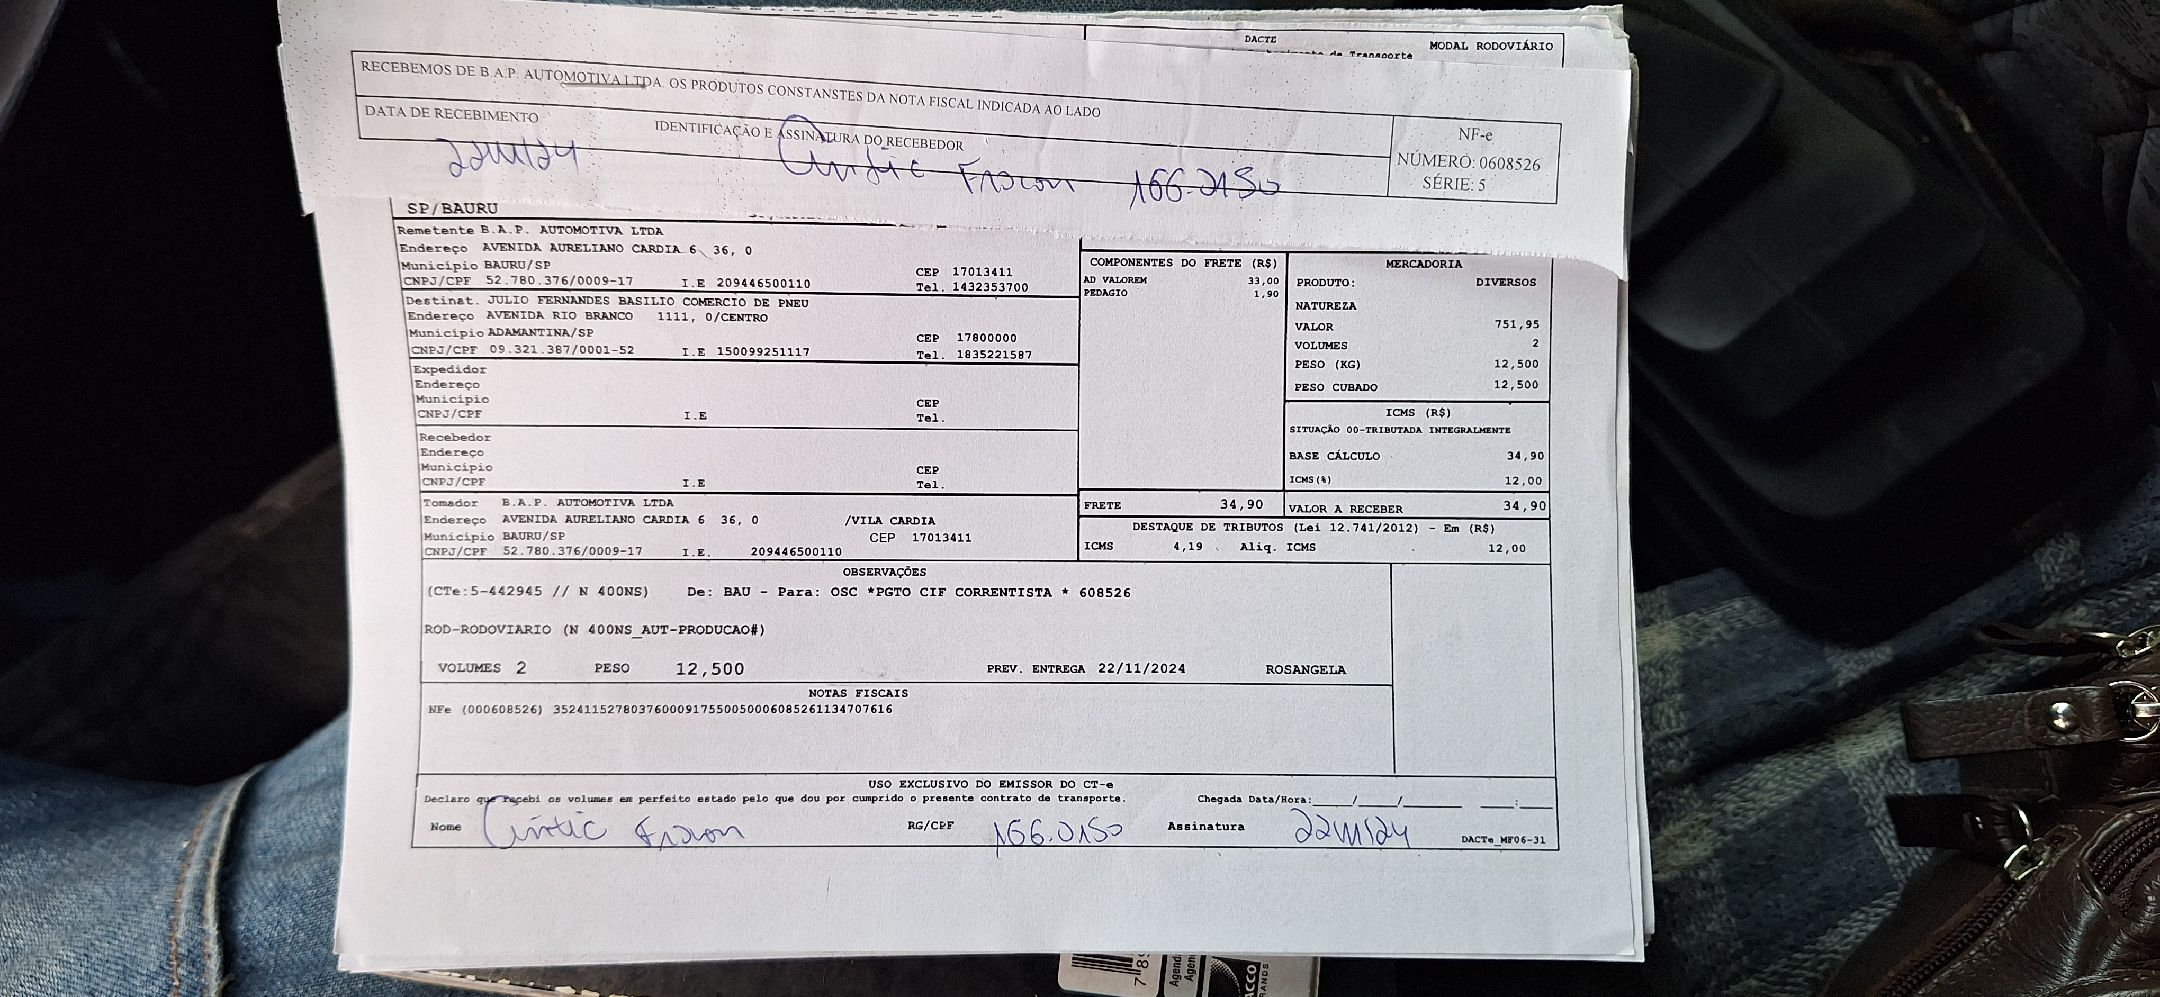 DACTE
MODAL RODOVIÁRIO
de Transporte
RECEBEMOS DE B.A.P. AUTOMOTIVA LTDA. OS PRODUTOS CONSTANSTES DA NOTA FISCAL INDICADA AO LADO
DATA DE RECEBIMENTO
IDENTIFICAÇÃO E ASSINATURA DO RECEBEDOR
22/11/24
166.0150
NF-e
NÚMERO: 0608526
SÉRIE: 5
SP/BAURU
Remetente B.A.P. AUTOMOTIVA LTDA
Endereço AVENIDA AURELIANO CARDIA 6 36, 0
Município BAURU/SP CEP 17013411
CNPJ/CPF 52.780.376/0009-17 I.E 209446500110 Tel. 1432353700
Destinat. JULIO FERNANDES BASILIO COMERCIO DE PNEU
Endereço AVENIDA RIO BRANCO 1111, 0/CENTRO
Município ADAMANTINA/SP CEP 17800000
CNPJ/CPF 09.321.387/0001-52 I.E 150099251117 Tel. 1835221587
Expedidor
Endereço
Município CEP
CNPJ/CPF I.E Tel.
Recebedor
Endereço
Município CEP
CNPJ/CPF I.E Tel.
Tomador B.A.P. AUTOMOTIVA LTDA
Endereço AVENIDA AURELIANO CARDIA 6 36, 0 /VILA CARDIA
Município BAURU/SP CEP 17013411
CNPJ/CPF 52.780.376/0009-17 I.E. 209446500110
COMPONENTES DO FRETE (R$)
AD VALOREM 33,00
PEDAGIO 1,90
FRETE 34,90
MERCADORIA
PRODUTO: DIVERSOS
NATUREZA
VALOR 751,95
VOLUMES 2
PESO (KG) 12,500
PESO CUBADO 12,500
ICMS (R$)
SITUAÇÃO 00-TRIBUTADA INTEGRALMENTE
BASE CÁLCULO 34,90
ICMS(%) 12,00
VALOR A RECEBER 34,90
DESTAQUE DE TRIBUTOS (Lei 12.741/2012) - Em (R$)
ICMS 4,19 Aliq. ICMS 12,00
OBSERVAÇÕES
(CTe:5-442945 // N 400NS) De: BAU - Para: OSC *PGTO CIF CORRENTISTA * 608526
ROD-RODOVIARIO (N 400NS_AUT-PRODUCAO#)
VOLUMES 2 PESO 12,500 PREV. ENTREGA 22/11/2024 ROSANGELA
NOTAS FISCAIS
NFe (000608526) 35241152780376000917550050006085261134707616
USO EXCLUSIVO DO EMISSOR DO CT-e
Declaro que recebi os volumes em perfeito estado pelo que dou por cumprido o presente contrato de transporte. Chegada Data/Hora:____/____/______ ____:____
Nome RG/CPF 166.0150 Assinatura 22/11/24
DACTe_MF06-31